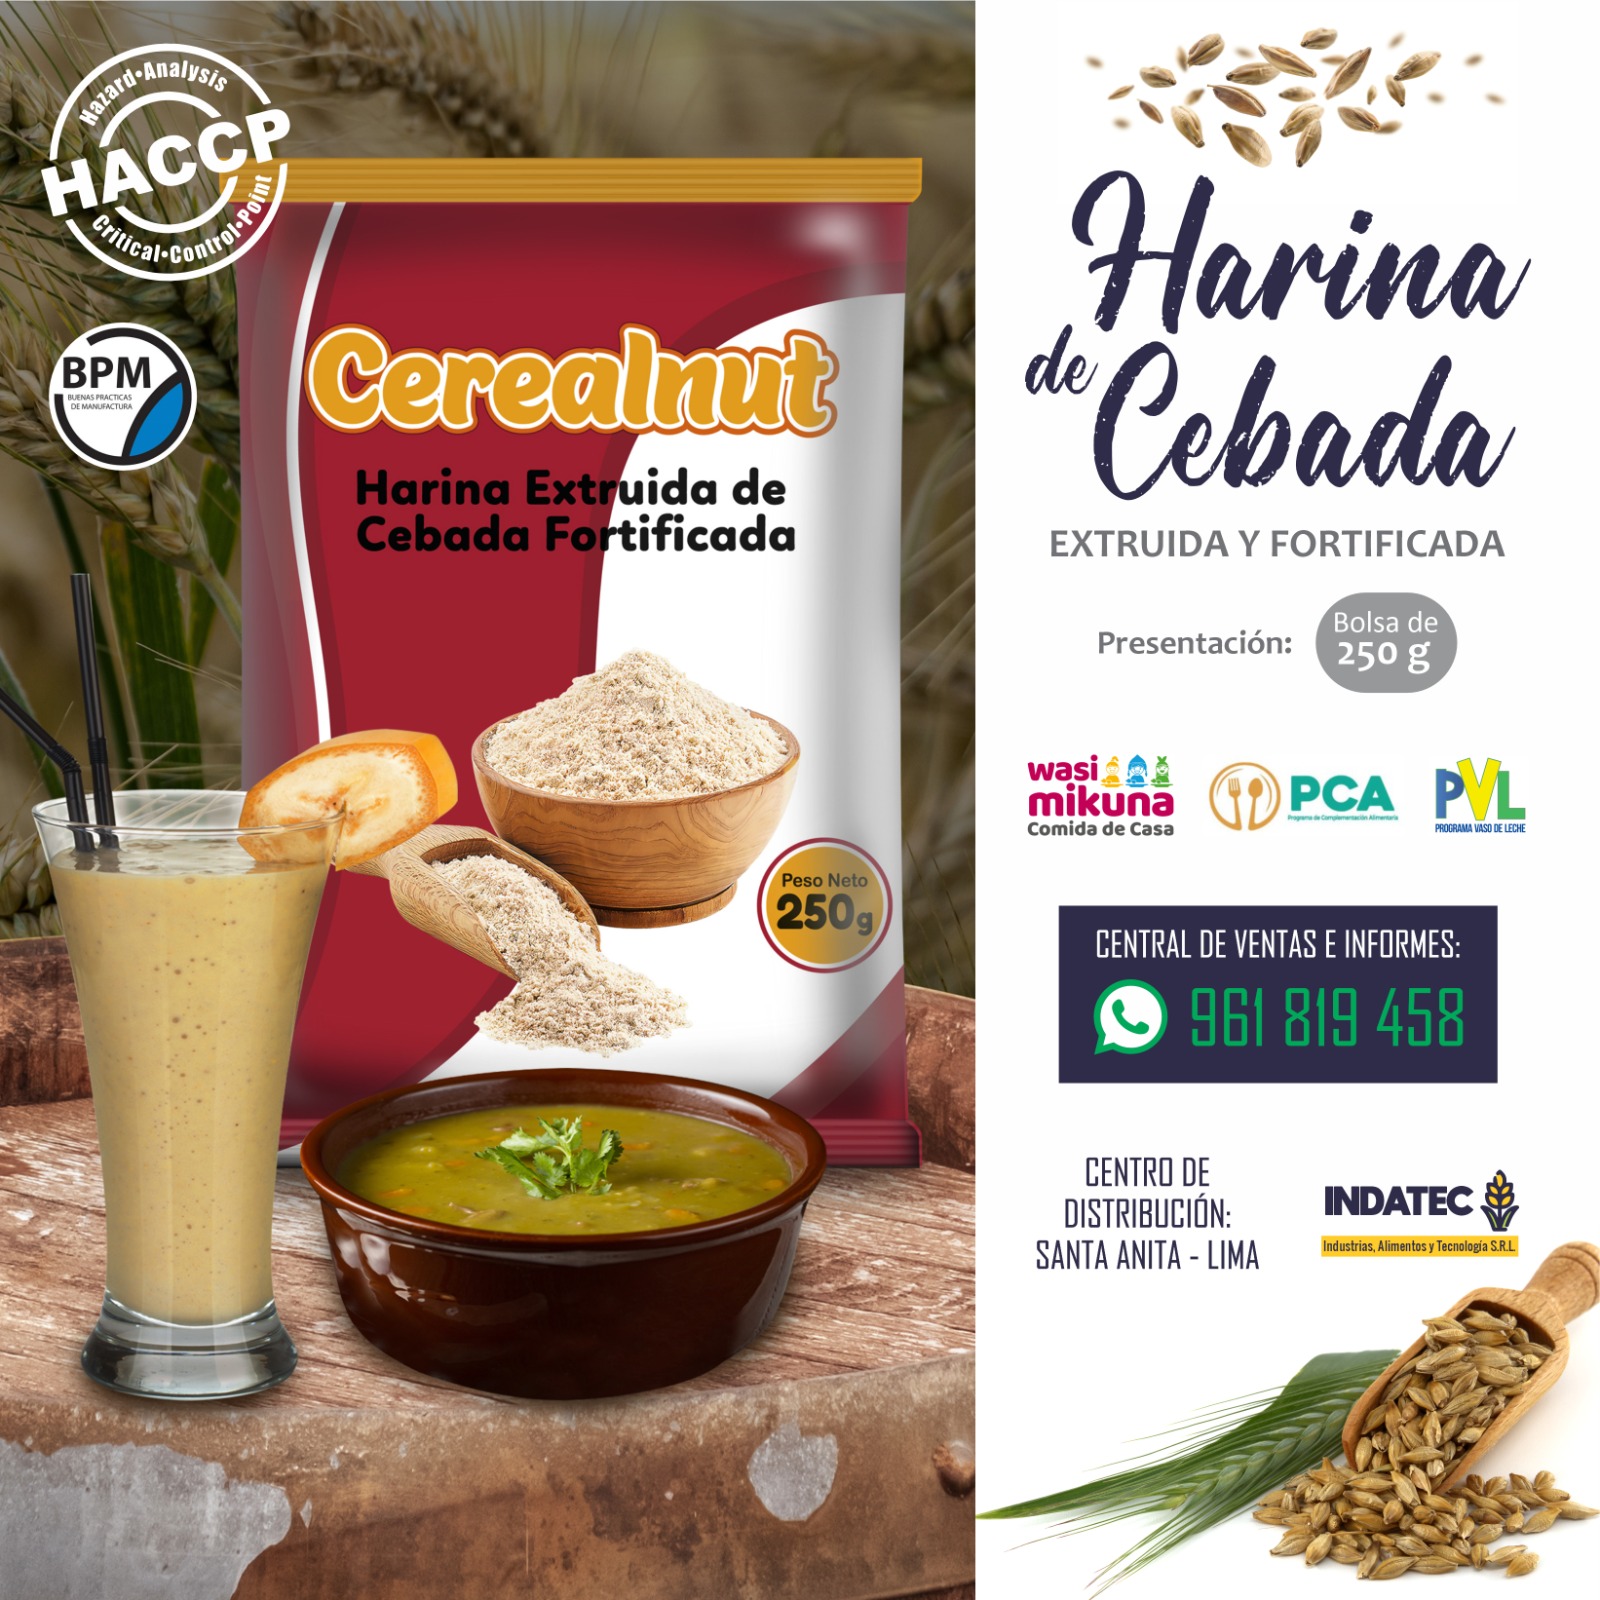 Hazard•Analysis
HACCP
Critical•Control•Point
BPM
BUENAS PRACTICAS
DE MANUFACTURA
Cerealnut
Harina Extruida de
Cebada Fortificada
Peso Neto
250g
Harina
de Cebada
EXTRUIDA Y FORTIFICADA
Presentación:
Bolsa de
250 g
wasi
mikuna
Comida de Casa
PCA
Programa de Complementación Alimentaria
PVL
PROGRAMA VASO DE LECHE
CENTRAL DE VENTAS E INFORMES:
961 819 458
CENTRO DE
DISTRIBUCIÓN:
SANTA ANITA - LIMA
INDATEC
Industrias, Alimentos y Tecnología S.R.L.